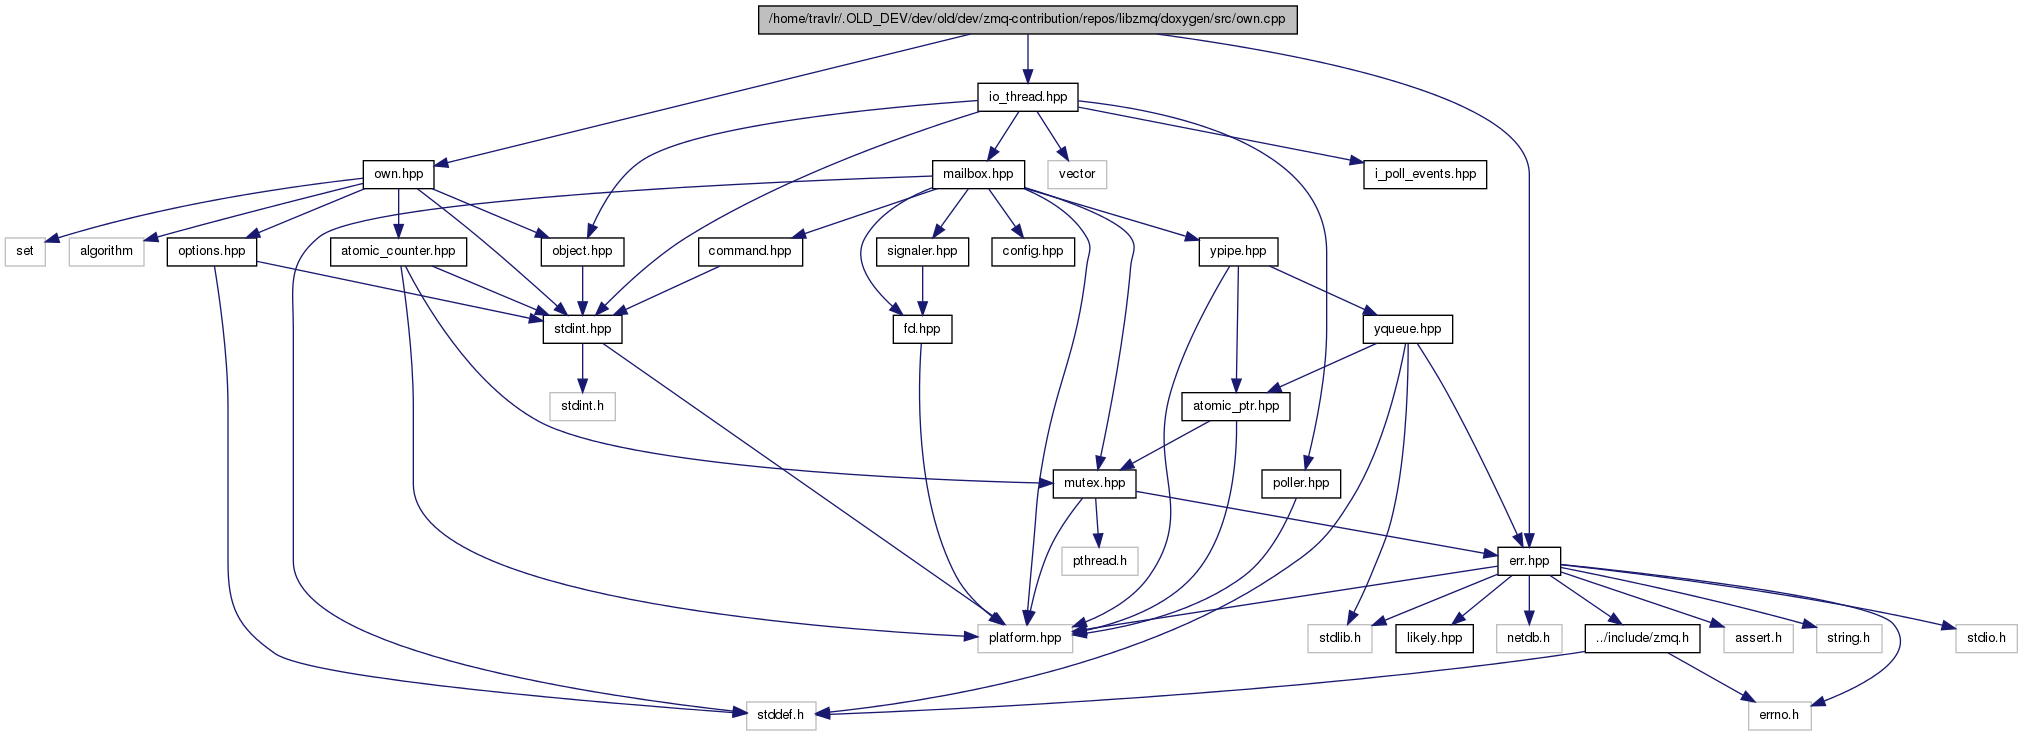 /home/travlr/.OLD_DEV/dev/old/dev/zmq-contribution/repos/libzmq/doxygen/src/own.cpp
io_thread.hpp
own.hpp
mailbox.hpp
vector
i_poll_events.hpp
set
algorithm
options.hpp
atomic_counter.hpp
object.hpp
command.hpp
signaler.hpp
config.hpp
ypipe.hpp
stdint.hpp
fd.hpp
yqueue.hpp
stdint.h
atomic_ptr.hpp
mutex.hpp
poller.hpp
pthread.h
err.hpp
platform.hpp
stdlib.h
likely.hpp
netdb.h
../include/zmq.h
assert.h
string.h
stdio.h
stddef.h
errno.h